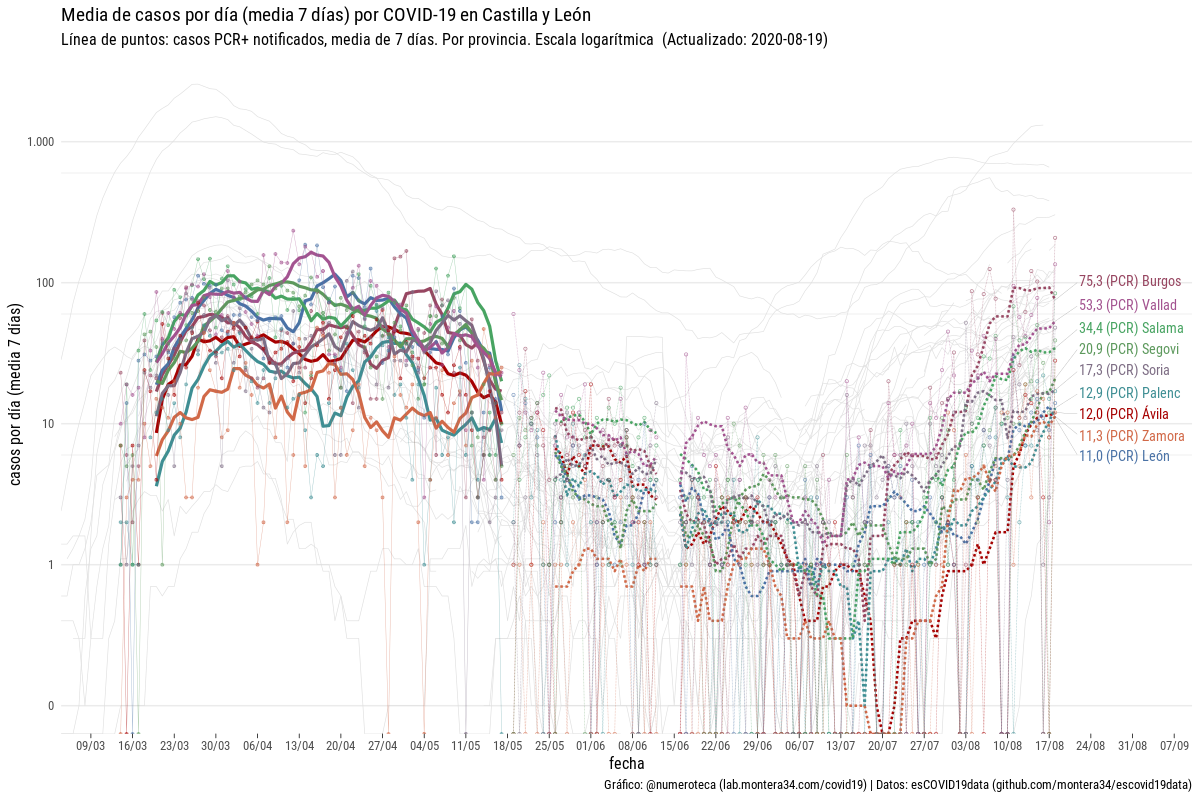 Media de casos por día (media 7 días) por COVID-19 en Castilla y León
Línea de puntos: casos PCR+ notificados, media de 7 días. Por provincia. Escala logarítmica (Actualizado: 2020-08-19)
casos por día (media 7 días)
1.000
100
10
1
0
75,3 (PCR) Burgos
53,3 (PCR) Vallad
34,4 (PCR) Salama
20,9 (PCR) Segovi
17,3 (PCR) Soria
12,9 (PCR) Palenc
12,0 (PCR) Ávila
11,3 (PCR) Zamora
11,0 (PCR) León
09/03 16/03 23/03 30/03 06/04 13/04 20/04 27/04 04/05 11/05 18/05 25/05 01/06 08/06 15/06 22/06 29/06 06/07 13/07 20/07 27/07 03/08 10/08 17/08 24/08 31/08 07/09
fecha
Gráfico: @numeroteca (lab.montera34.com/covid19) | Datos: esCOVID19data (github.com/montera34/escovid19data)